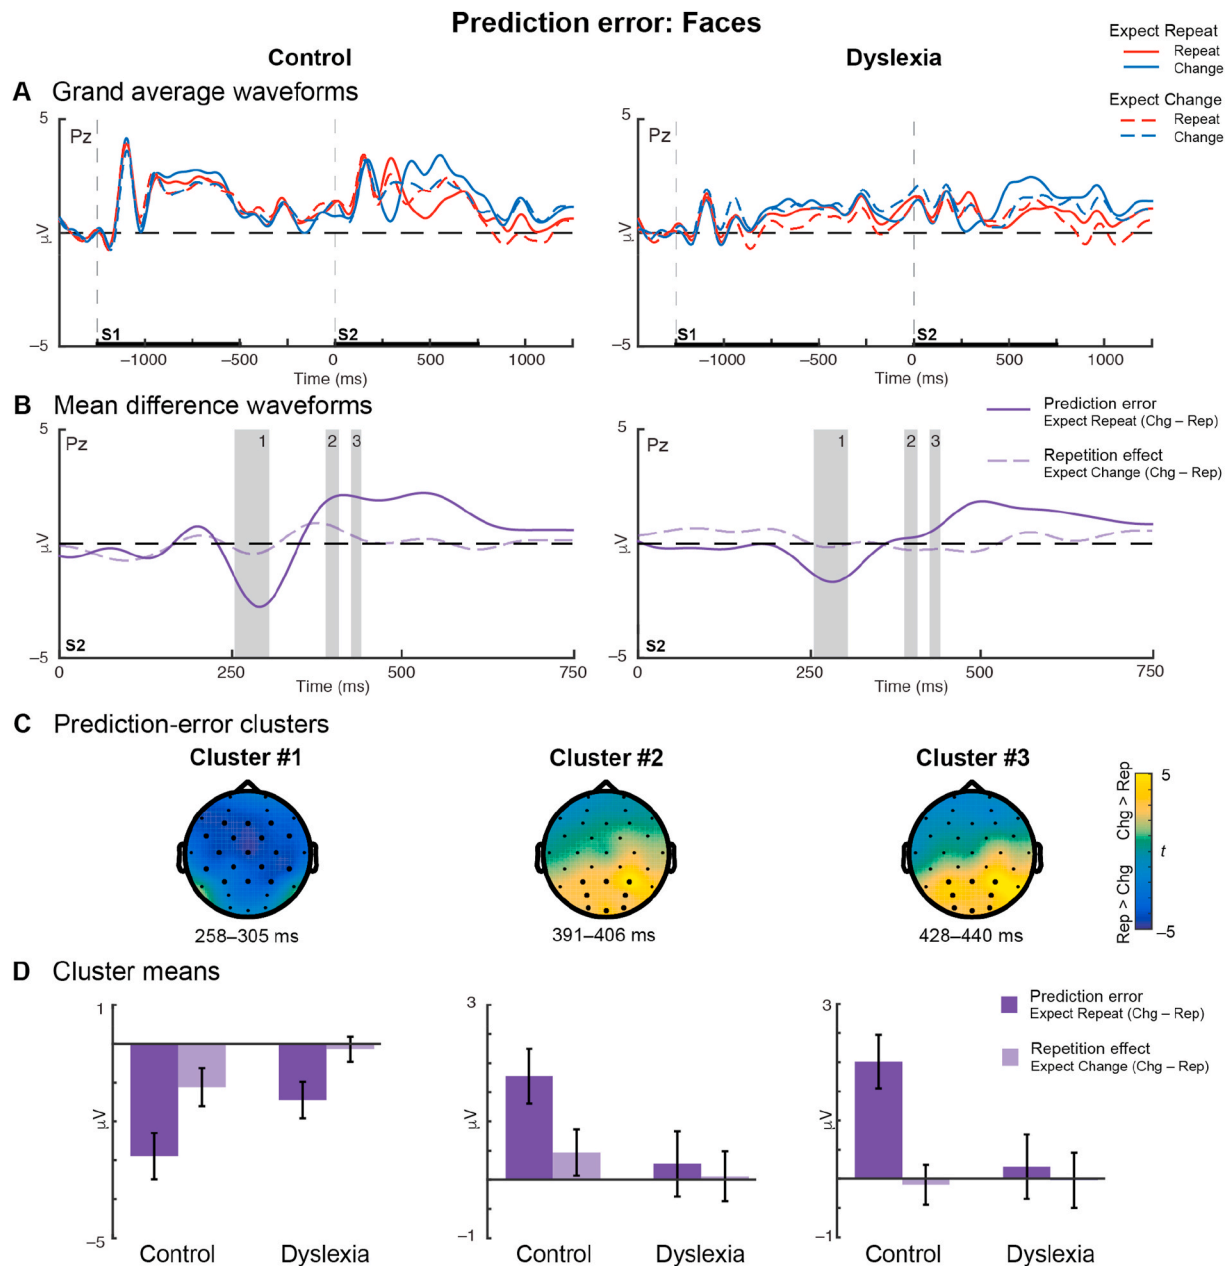 Prediction error: Faces
Control
Dyslexia
Expect Repeat
Repeat
Change
Expect Change
Repeat
Change
A Grand average waveforms
5
Pz
µV
–5
S1
S2
–1000
–500
0
500
1000
Time (ms)
5
Pz
µV
–5
S1
S2
–1000
–500
0
500
1000
Time (ms)
B Mean difference waveforms
5
Pz
1
2
3
µV
–5
S2
0
250
500
750
Time (ms)
5
Pz
1
2
3
µV
–5
S2
0
250
500
750
Time (ms)
Prediction error
Expect Repeat (Chg – Rep)
Repetition effect
Expect Change (Chg – Rep)
C Prediction-error clusters
Cluster #1
258–305 ms
Cluster #2
391–406 ms
Cluster #3
428–440 ms
Rep > Chg Chg > Rep
5
t
–5
D Cluster means
1
µV
–5
Control
Dyslexia
3
µV
–1
Control
Dyslexia
3
µV
–1
Control
Dyslexia
Prediction error
Expect Repeat (Chg – Rep)
Repetition effect
Expect Change (Chg – Rep)